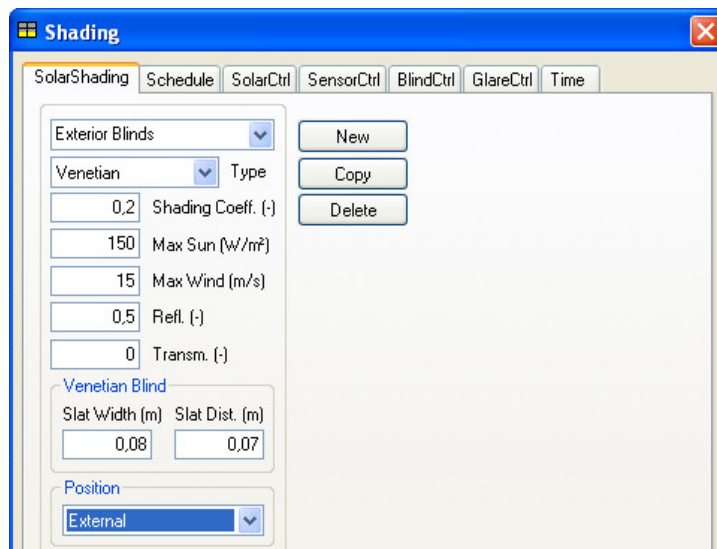 Shading
SolarShading Schedule SolarCtrl SensorCtrl BlindCtrl GlareCtrl Time
Exterior Blinds New
Venetian Type Copy
0,2 Shading Coeff. (-) Delete
150 Max Sun (W/m²)
15 Max Wind (m/s)
0,5 Refl. (-)
0 Transm. (-)
Venetian Blind
Slat Width (m) Slat Dist. (m)
0,08 0,07
Position
External